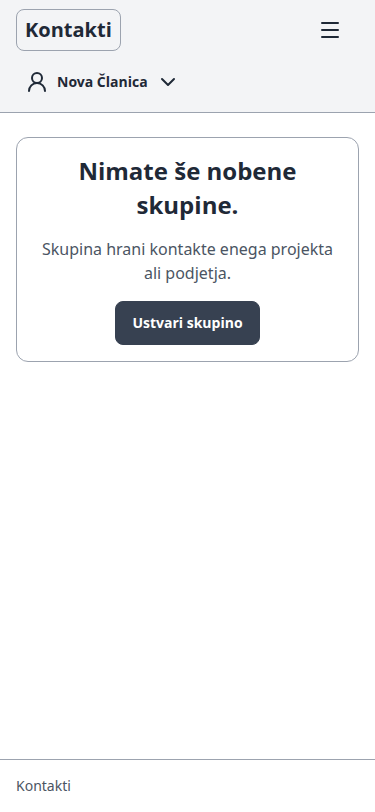 Kontakti
Nova Članica
Nimate še nobene
skupine.
Skupina hrani kontakte enega projekta
ali podjetja.
Ustvari skupino
Kontakti